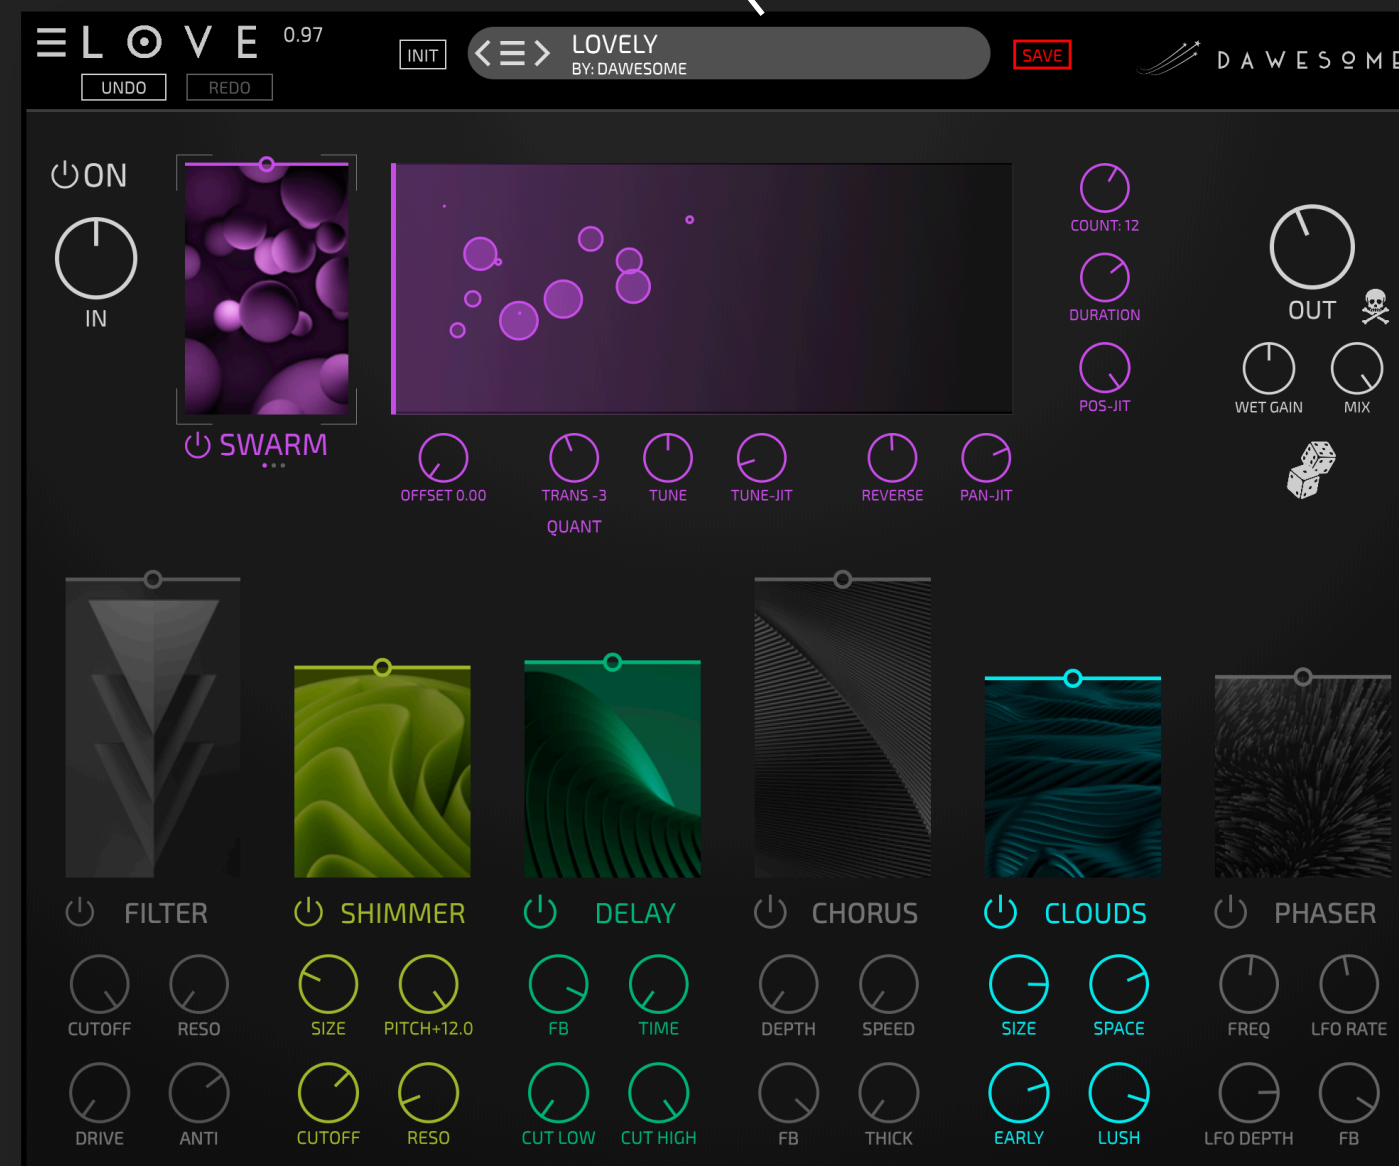 LOVE 0.97
UNDO
REDO
INIT
LOVELY
BY: DAWESOME
SAVE
DAWESOME
ON
IN
SWARM
COUNT: 12
DURATION
POS-JIT
OFFSET 0.00
TRANS -3
TUNE
TUNE-JIT
REVERSE
PAN-JIT
QUANT
OUT
WET GAIN
MIX
FILTER
SHIMMER
DELAY
CHORUS
CLOUDS
PHASER
CUTOFF
RESO
SIZE
PITCH+12.0
FB
TIME
DEPTH
SPEED
SIZE
SPACE
FREQ
LFO RATE
DRIVE
ANTI
CUTOFF
RESO
CUT LOW
CUT HIGH
FB
THICK
EARLY
LUSH
LFO DEPTH
FB